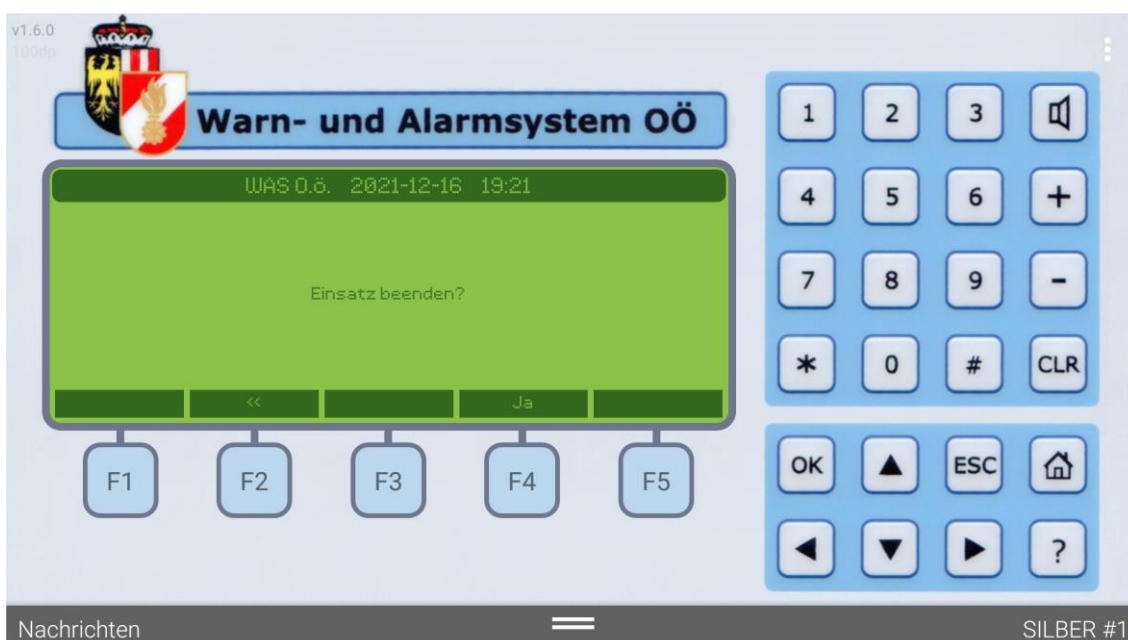 v1.6.0
100dp
Warn- und Alarmsystem OÖ
WAS O.ö. 2021-12-16 19:21
Einsatz beenden?
<< Ja
F1 F2 F3 F4 F5
1 2 3
4 5 6 +
7 8 9 -
* 0 # CLR
OK ESC
?
Nachrichten SILBER #1